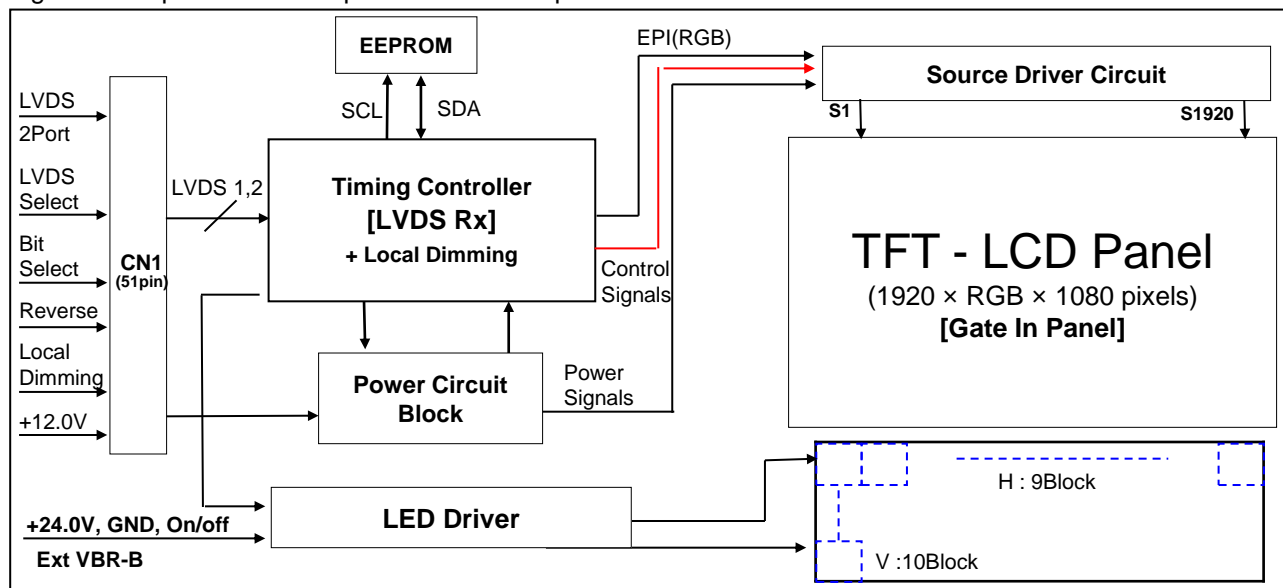 EEPROM
EPI(RGB)
Source Driver Circuit
S1
S1920
SCL
SDA
LVDS
2Port
LVDS
Select
Bit
Select
Reverse
Local
Dimming
+12.0V
CN1
(51pin)
LVDS 1,2
Timing Controller
[LVDS Rx]
+ Local Dimming
Control
Signals
Power Circuit
Block
Power
Signals
TFT - LCD Panel
(1920 × RGB × 1080 pixels)
[Gate In Panel]
+24.0V, GND, On/off
Ext VBR-B
LED Driver
H : 9Block
V :10Block